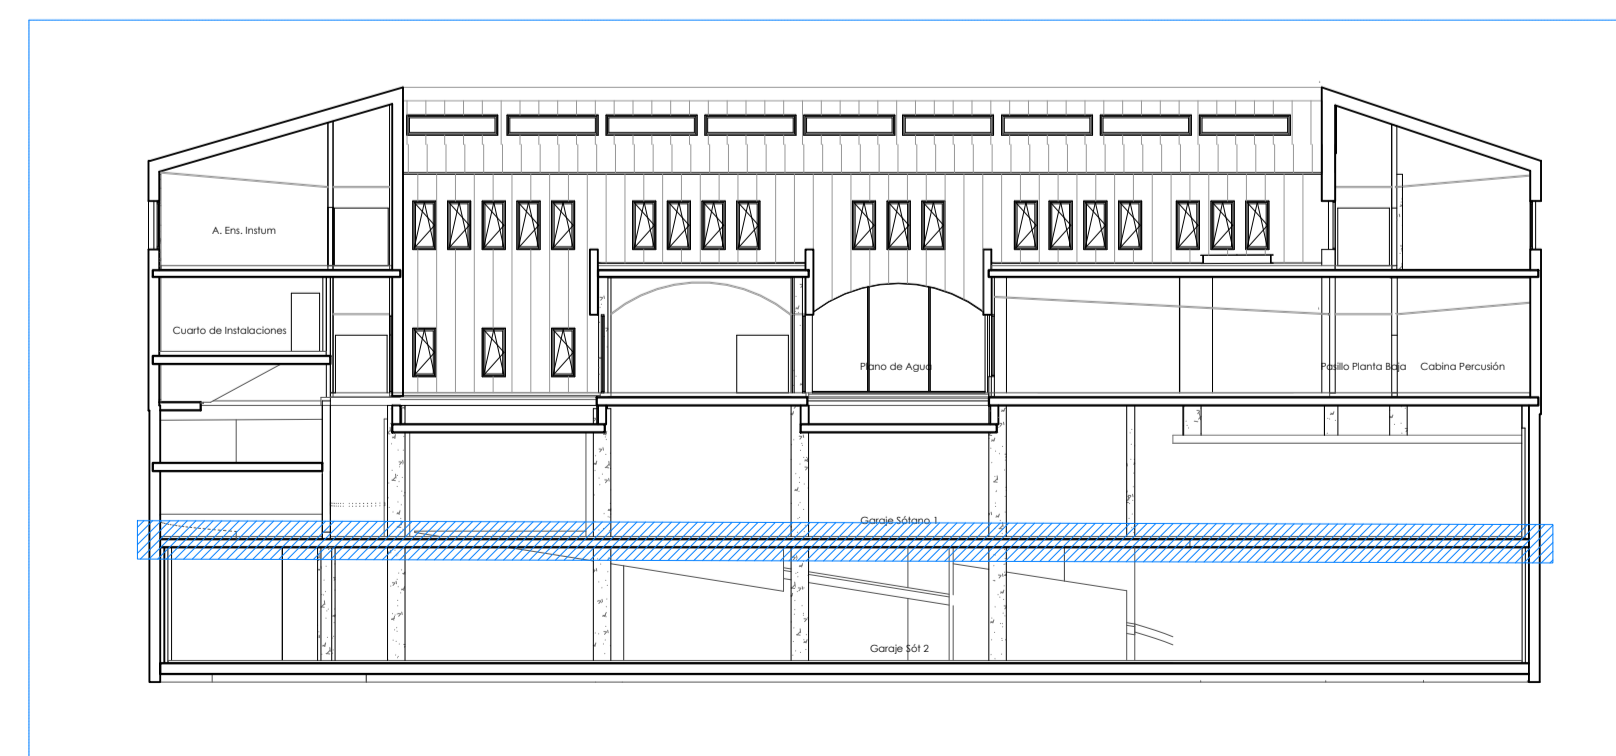 A. Ens. Instum
Cuarto de Instalaciones
Plano de Agua
Pasillo Planta Baja
Cabina Percusión
Garaje Sótano 1
Garaje Sót 2